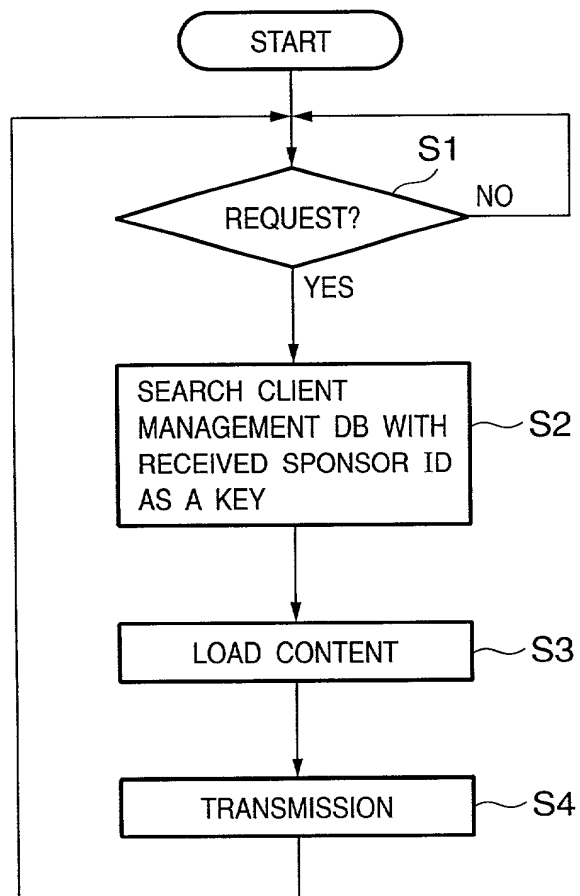 START
S1
REQUEST?
NO
YES
SEARCH CLIENT
MANAGEMENT DB WITH
RECEIVED SPONSOR ID
AS A KEY
S2
LOAD CONTENT
S3
TRANSMISSION
S4